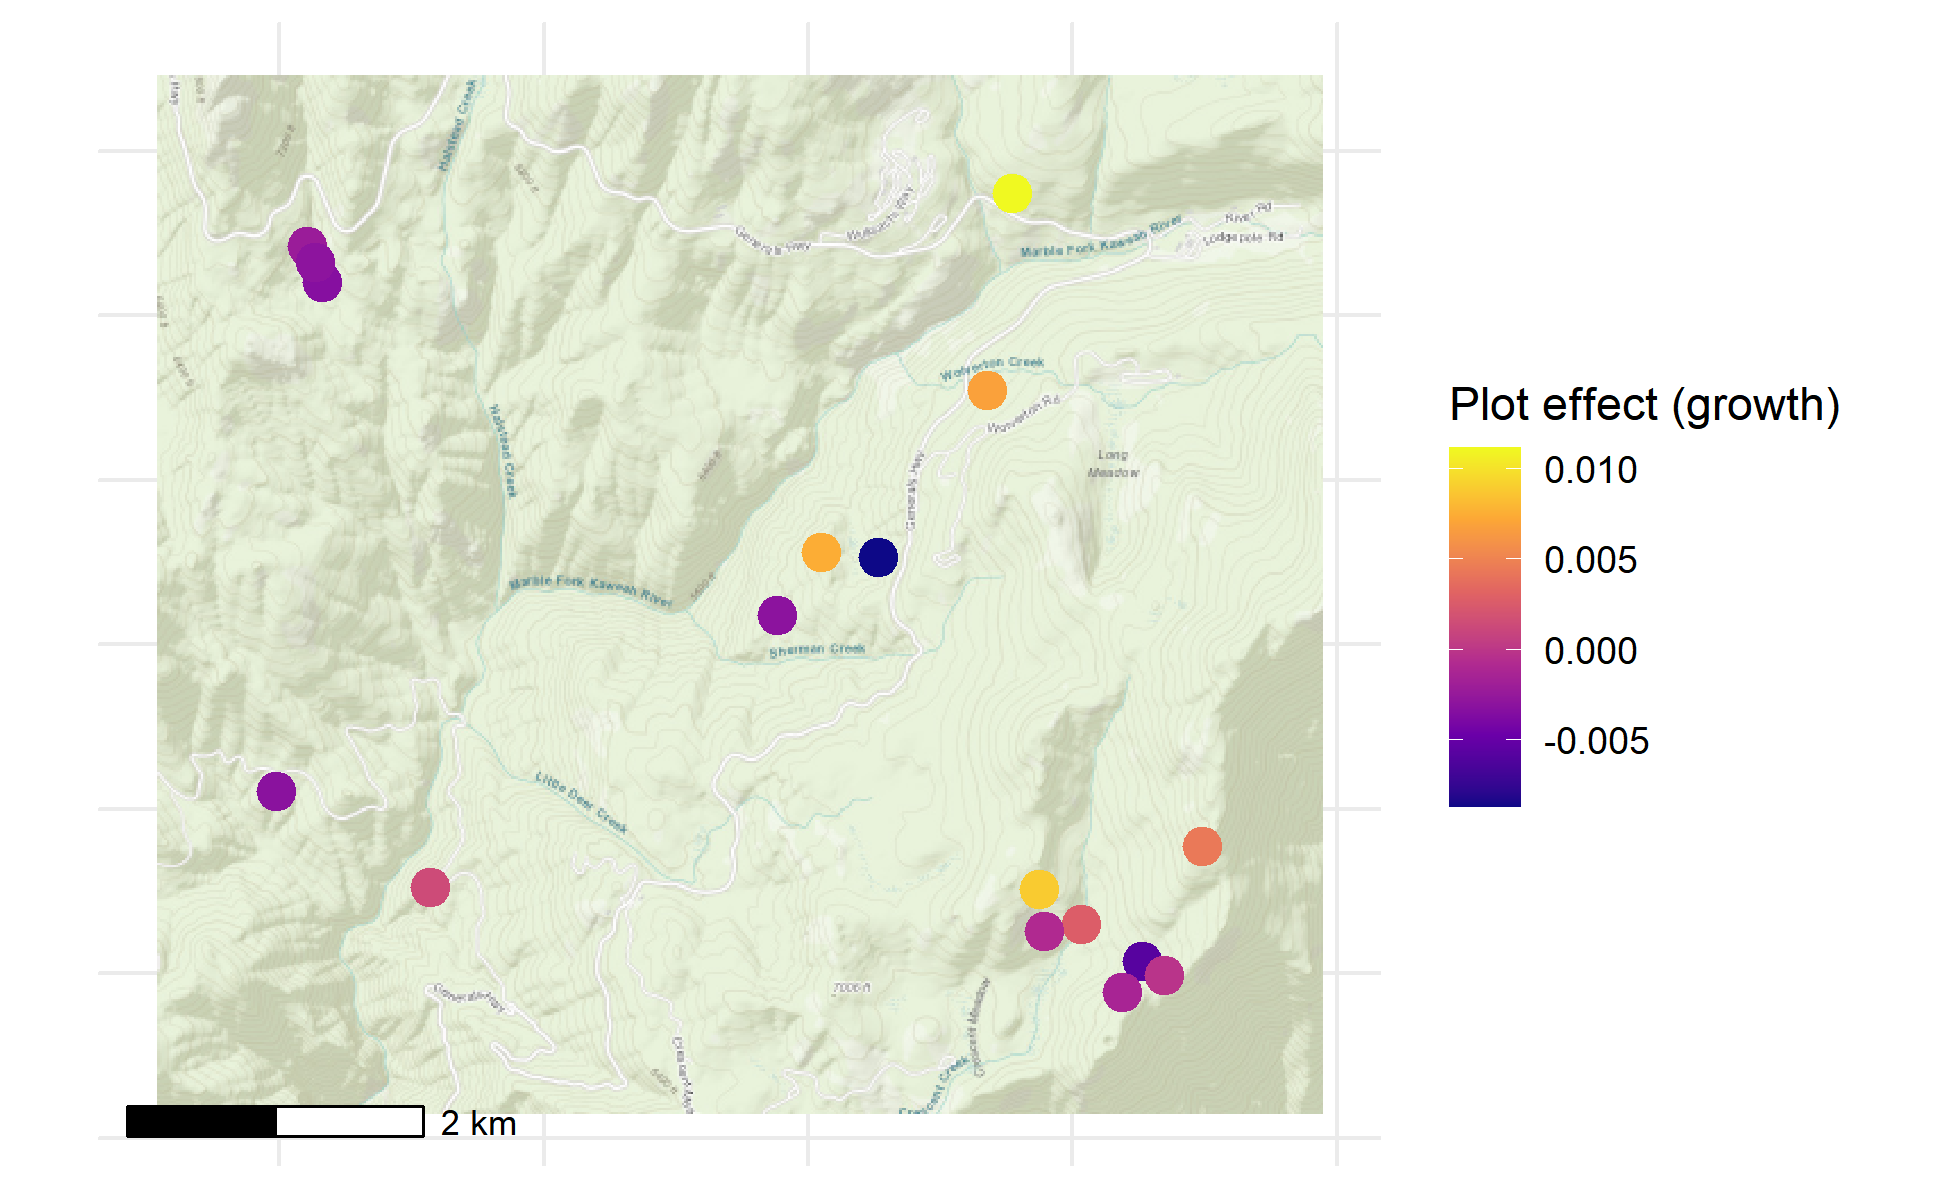 Halstead Creek
Generals Hwy
Wuksachi Way
Marble Fork Kaweah River
River Rd
Lodgepole Rd
Wolverton Creek
Wolverton Rd
Long
Meadow
Generals Hwy
Halstead Creek
Marble Fork Kaweah River
Sherman Creek
Little Deer Creek
Generals Hwy
7006 ft
Crescent Meadow
Crescent Creek
2 km
Plot effect (growth)
0.010
0.005
0.000
-0.005